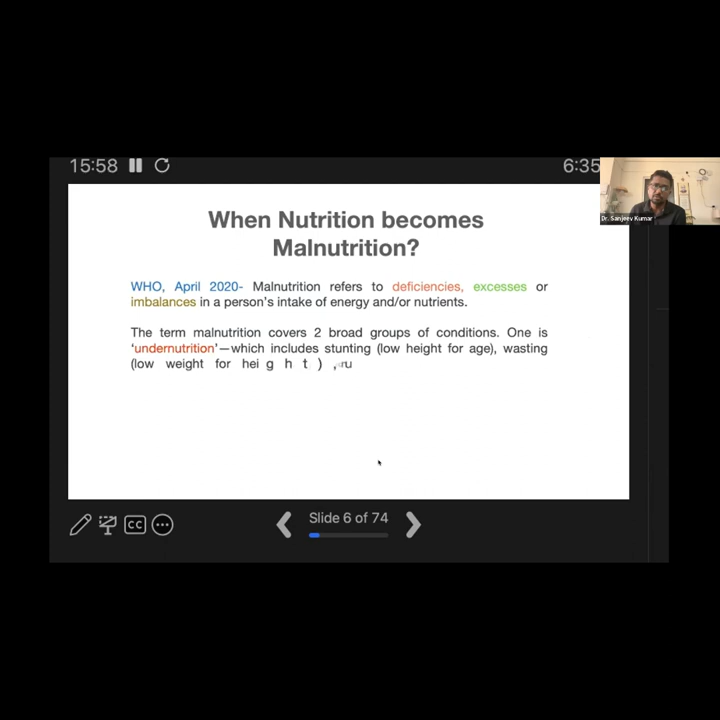 15:58
6:35
Dr. Sanjeev Kumar
When Nutrition becomes
Malnutrition?
WHO, April 2020- Malnutrition refers to deficiencies, excesses or
imbalances in a person's intake of energy and/or nutrients.
The term malnutrition covers 2 broad groups of conditions. One is
‘undernutrition’—which includes stunting (low height for age), wasting
(low weight for hei g h t ) ,
Slide 6 of 74
CC